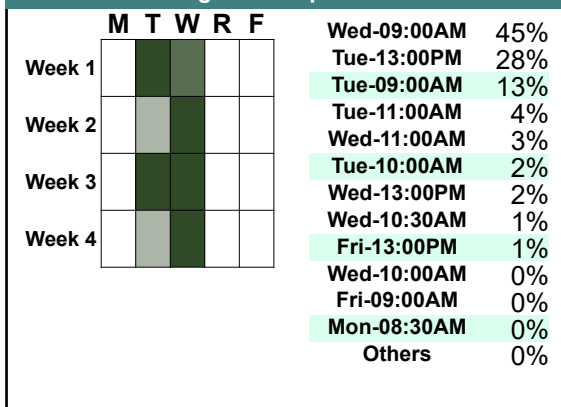 M T W R F
Week 1
Week 2
Week 3
Week 4
Wed-09:00AM 45%
Tue-13:00PM 28%
Tue-09:00AM 13%
Tue-11:00AM 4%
Wed-11:00AM 3%
Tue-10:00AM 2%
Wed-13:00PM 2%
Wed-10:30AM 1%
Fri-13:00PM 1%
Wed-10:00AM 0%
Fri-09:00AM 0%
Mon-08:30AM 0%
Others 0%